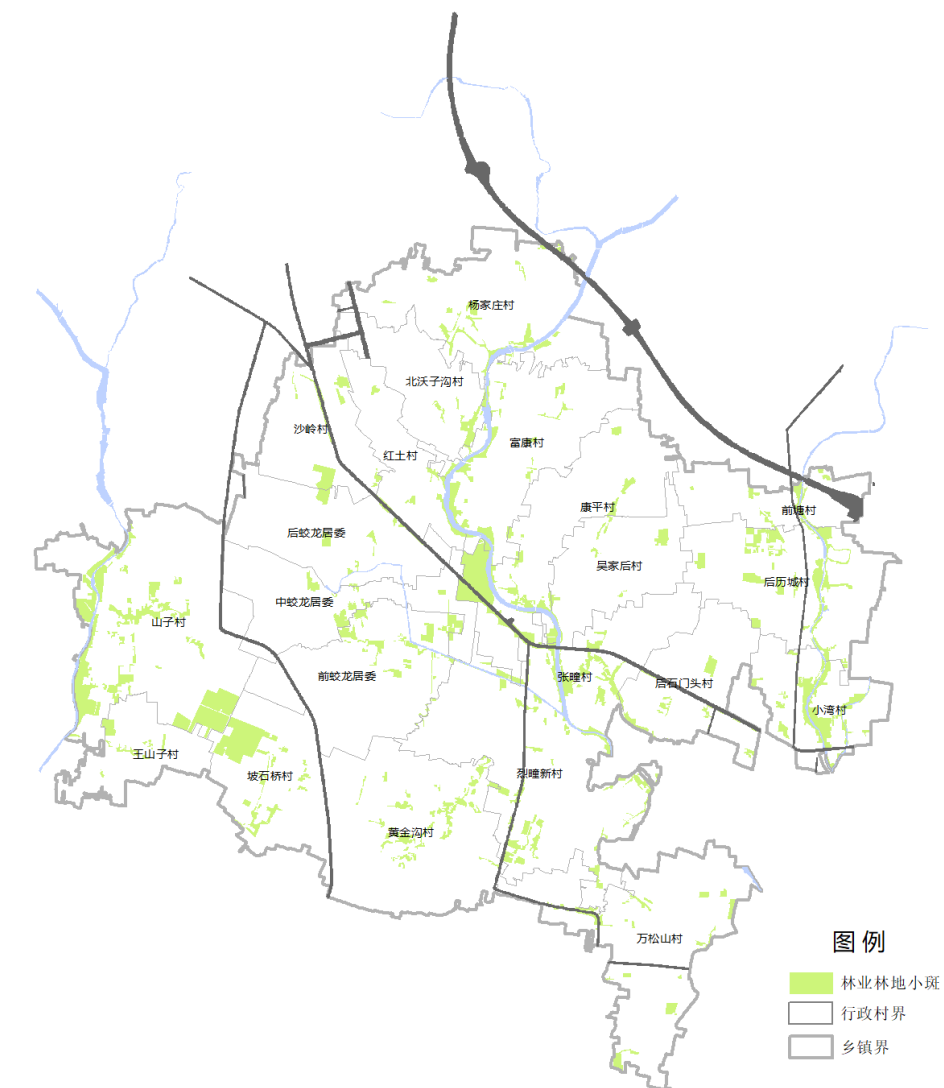 杨家庄村
北沃子沟村
沙岭村
富康村
红土村
康平村
前塘村
后蛟龙居委
吴家后村
后历城村
中蛟龙居委
山子村
前蛟龙居委
张疃村
后石门头村
小湾村
王山子村
坡石桥村
烈疃新村
黄金沟村
万松山村
图例
林业林地小斑
行政村界
乡镇界